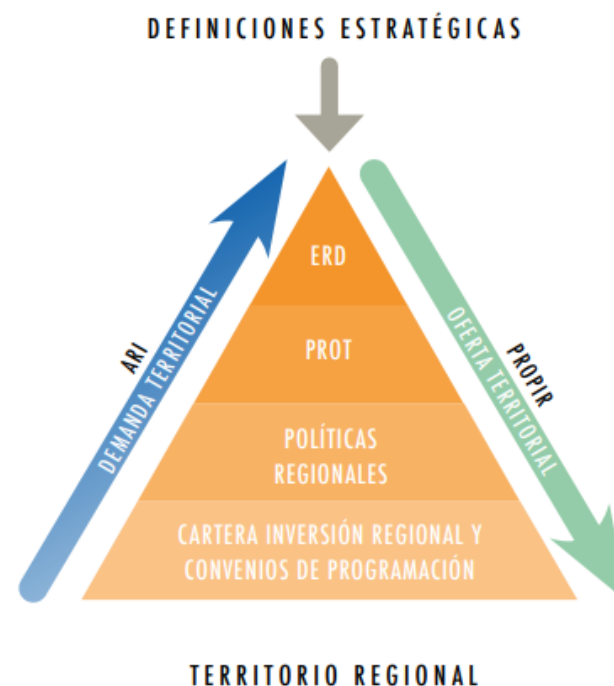 DEFINICIONES ESTRATÉGICAS
ERD
PROT
POLÍTICAS
REGIONALES
CARTERA INVERSIÓN REGIONAL Y
CONVENIOS DE PROGRAMACIÓN
ARI
DEMANDA TERRITORIAL
PROPIR
OFERTA TERRITORIAL
TERRITORIO REGIONAL